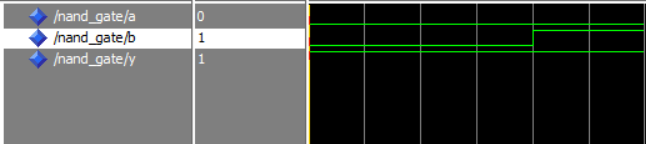 /nand_gate/a 0
/nand_gate/b 1
/nand_gate/y 1